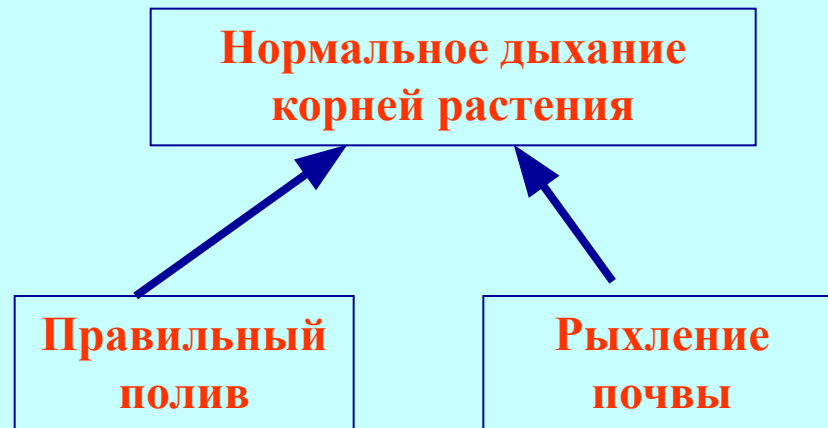 Нормальное дыхание
корней растения
Правильный
полив
Рыхление
почвы